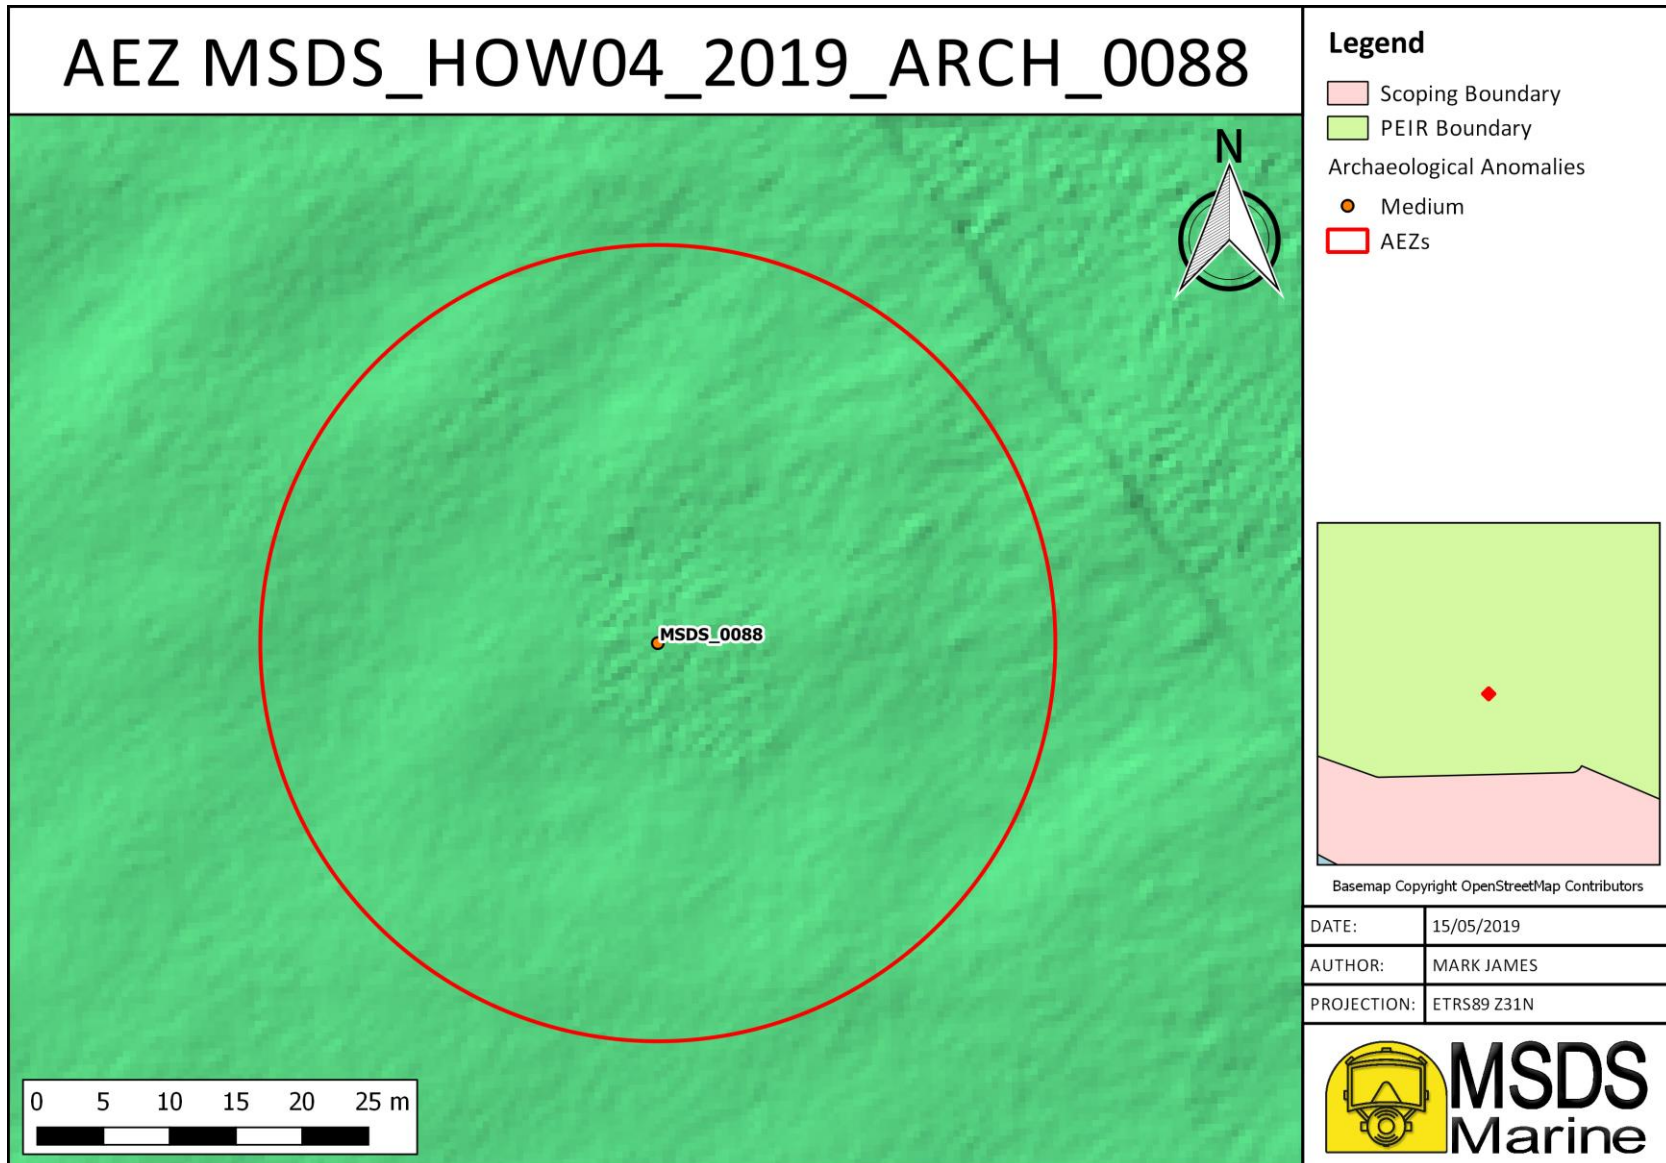 AEZ MSDS_HOW04_2019_ARCH_0088
N
MSDS_0088
0 5 10 15 20 25 m
Legend
Scoping Boundary
PEIR Boundary
Archaeological Anomalies
Medium
AEZs
Basemap Copyright OpenStreetMap Contributors
DATE: 15/05/2019
AUTHOR: MARK JAMES
PROJECTION: ETRS89 Z31N
MSDS
Marine